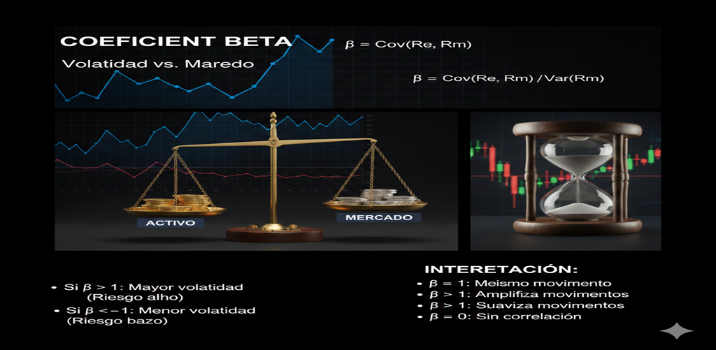 COEFICIENT BETA
Volatidad vs. Maredo
β = Cov(Re, Rm)
β = Cov(Re, Rm) /Var(Rm)
ACTIVO
MERCADO
• Si β > 1: Mayor volatidad
(Riesgo alho)
• Si β <−1: Menor volatidad
(Riesgo bazo)
INTERETACIÓN:
• β = 1: Meismo movimento
• β > 1: Amplifiza movimentos
• β > 1: Suaviza movimentos
• β = 0: Sin correlación